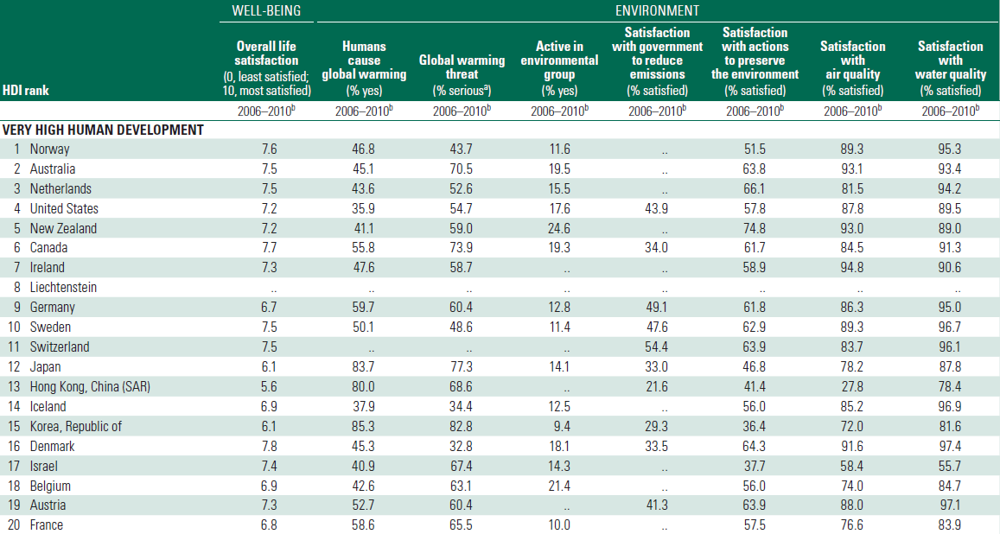 WELL-BEING ENVIRONMENT
HDI rank
Overall life satisfaction (0, least satisfied; 10, most satisfied)
Humans cause global warming (% yes)
Global warming threat (% seriousa)
Active in environmental group (% yes)
Satisfaction with government to reduce emissions (% satisfied)
Satisfaction with actions to preserve the environment (% satisfied)
Satisfaction with air quality (% satisfied)
Satisfaction with water quality (% satisfied)
2006–2010b 2006–2010b 2006–2010b 2006–2010b 2006–2010b 2006–2010b 2006–2010b 2006–2010b
VERY HIGH HUMAN DEVELOPMENT
1 Norway 7.6 46.8 43.7 11.6 .. 51.5 89.3 95.3
2 Australia 7.5 45.1 70.5 19.5 .. 63.8 93.1 93.4
3 Netherlands 7.5 43.6 52.6 15.5 .. 66.1 81.5 94.2
4 United States 7.2 35.9 54.7 17.6 43.9 57.8 87.8 89.5
5 New Zealand 7.2 41.1 59.0 24.6 .. 74.8 93.0 89.0
6 Canada 7.7 55.8 73.9 19.3 34.0 61.7 84.5 91.3
7 Ireland 7.3 47.6 58.7 .. .. 58.9 94.8 90.6
8 Liechtenstein .. .. .. .. .. .. .. ..
9 Germany 6.7 59.7 60.4 12.8 49.1 61.8 86.3 95.0
10 Sweden 7.5 50.1 48.6 11.4 47.6 62.9 89.3 96.7
11 Switzerland 7.5 .. .. .. 54.4 63.9 83.7 96.1
12 Japan 6.1 83.7 77.3 14.1 33.0 46.8 78.2 87.8
13 Hong Kong, China (SAR) 5.6 80.0 68.6 .. 21.6 41.4 27.8 78.4
14 Iceland 6.9 37.9 34.4 12.5 .. 56.0 85.2 96.9
15 Korea, Republic of 6.1 85.3 82.8 9.4 29.3 36.4 72.0 81.6
16 Denmark 7.8 45.3 32.8 18.1 33.5 64.3 91.6 97.4
17 Israel 7.4 40.9 67.4 14.3 .. 37.7 58.4 55.7
18 Belgium 6.9 42.6 63.1 21.4 .. 56.0 74.0 84.7
19 Austria 7.3 52.7 60.4 .. 41.3 63.9 88.0 97.1
20 France 6.8 58.6 65.5 10.0 .. 57.5 76.6 83.9